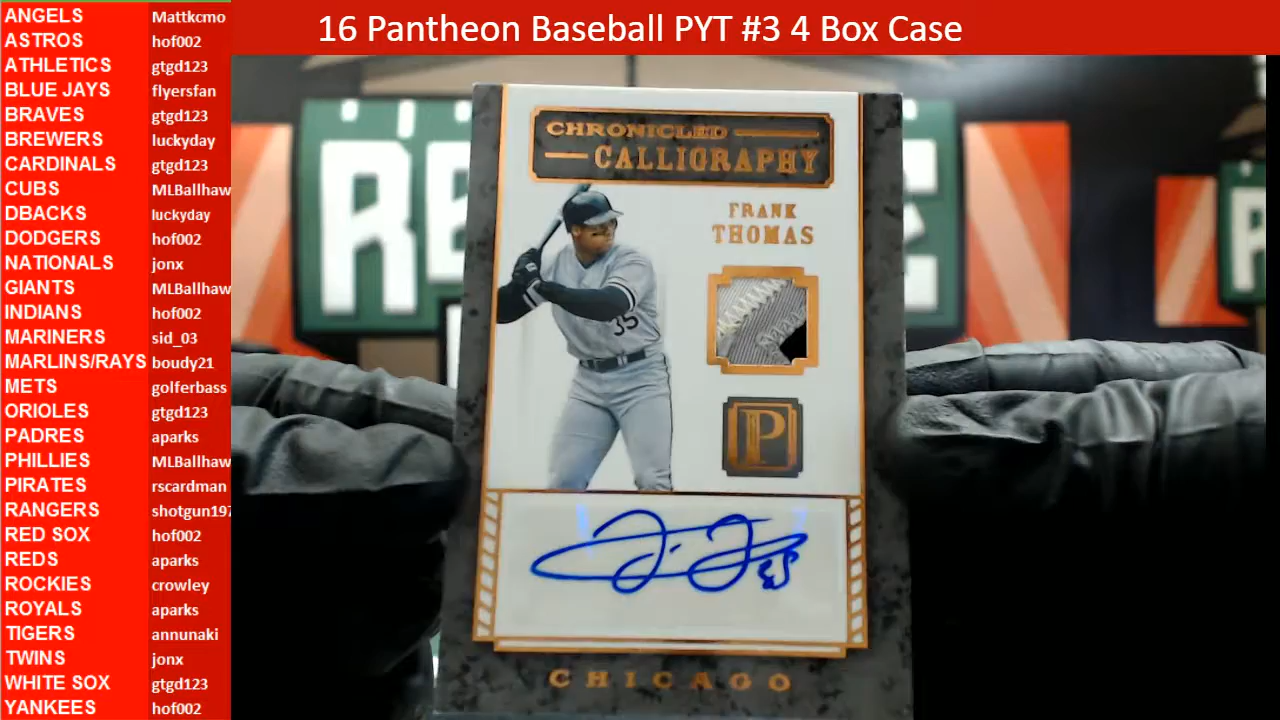 16 Pantheon Baseball PYT #3 4 Box Case
ANGELS Mattkcmo
ASTROS hof002
ATHLETICS gtgd123
BLUE JAYS flyersfan
BRAVES gtgd123
BREWERS luckyday
CARDINALS gtgd123
CUBS MLBallhaw
DBACKS luckyday
DODGERS hof002
NATIONALS jonx
GIANTS MLBallhaw
INDIANS hof002
MARINERS sid_03
MARLINS/RAYS boudy21
METS golferbass
ORIOLES gtgd123
PADRES aparks
PHILLIES MLBallhaw
PIRATES rscardman
RANGERS shotgun197
RED SOX hof002
REDS aparks
ROCKIES crowley
ROYALS aparks
TIGERS annunaki
TWINS jonx
WHITE SOX gtgd123
YANKEES hof002
CHRONICLED
CALLIGRAPHY
FRANK
THOMAS
35
P
35
CHICAGO